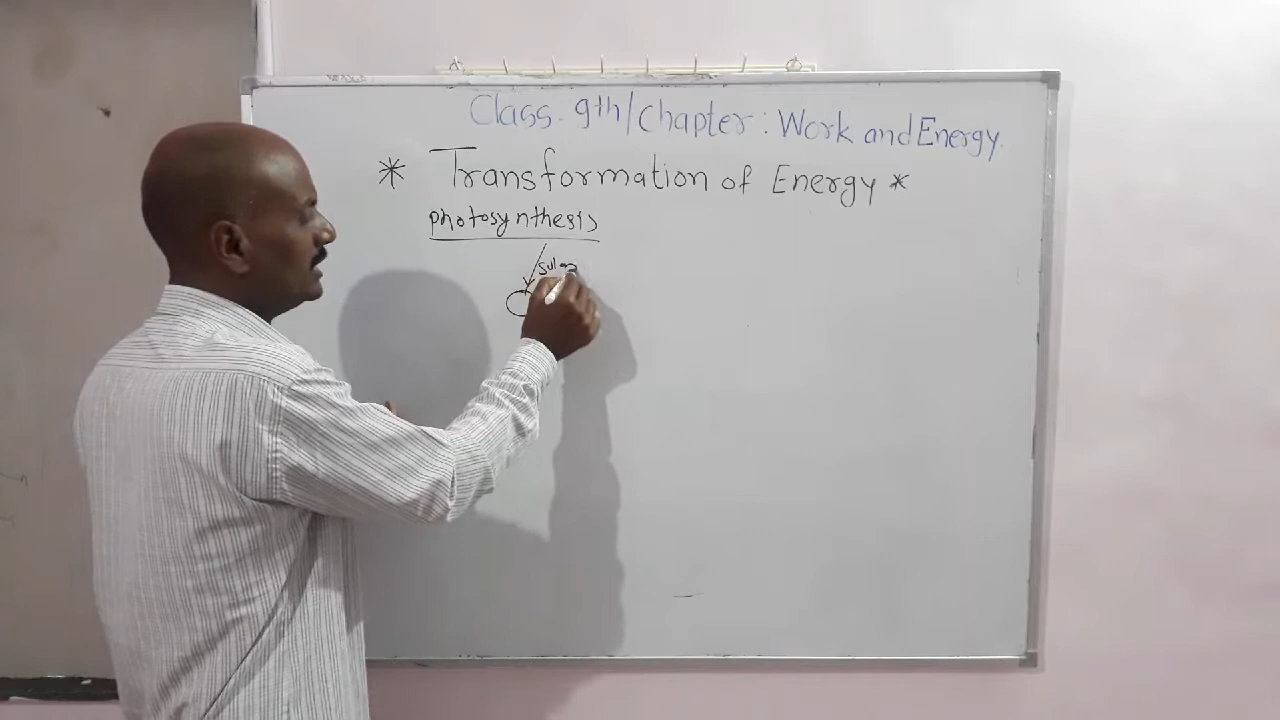 Class. 9th/Chapter: Work and Energy.
* Transformation of Energy *
photosynthesis